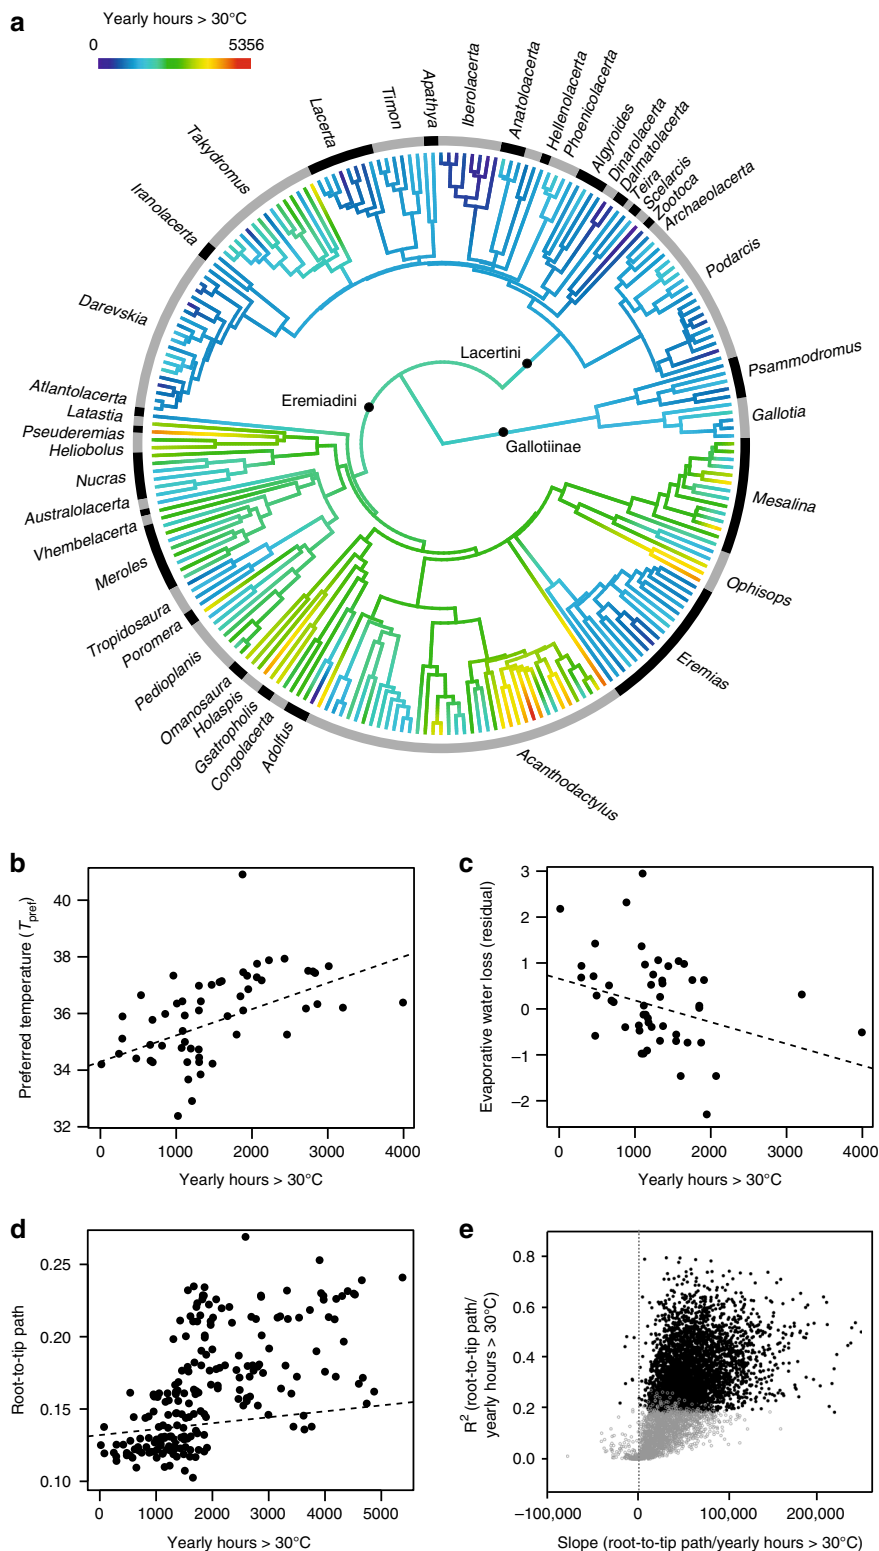 a
Yearly hours > 30°C
0 5356
Takydromus
Lacerta
Timon
Apathya
Iberolacerta
Anatoloacerta
Hellenolacerta
Phoenicolacerta
Algyroides
Dinarolacerta
Dalmatolacerta
Teira
Scelarcis
Zootoca
Archaeolacerta
Podarcis
Psammodromus
Gallotia
Mesalina
Ophisops
Eremias
Acanthodactylus
Iranolacerta
Darevskia
Atlantolacerta
Latastia
Pseuderemias
Heliobolus
Nucras
Australolacerta
Vhembelacerta
Meroles
Tropidosaura
Poromera
Pedioplanis
Omanosaura
Holaspis
Gsatropholis
Congolacerta
Adolfus
Lacertini
Eremiadini
Gallotiinae
b
Preferred temperature (Tpref)
40
38
36
34
32
0 1000 2000 3000 4000
Yearly hours > 30°C
c
Evaporative water loss (residual)
3
2
1
0
−1
−2
0 1000 2000 3000 4000
Yearly hours > 30°C
d
Root-to-tip path
0.25
0.20
0.15
0.10
0 1000 2000 3000 4000 5000
Yearly hours > 30°C
e
R² (root-to-tip path/
yearly hours > 30°C)
0.8
0.6
0.4
0.2
0.0
−100,000 0 100,000 200,000
Slope (root-to-tip path/yearly hours > 30°C)